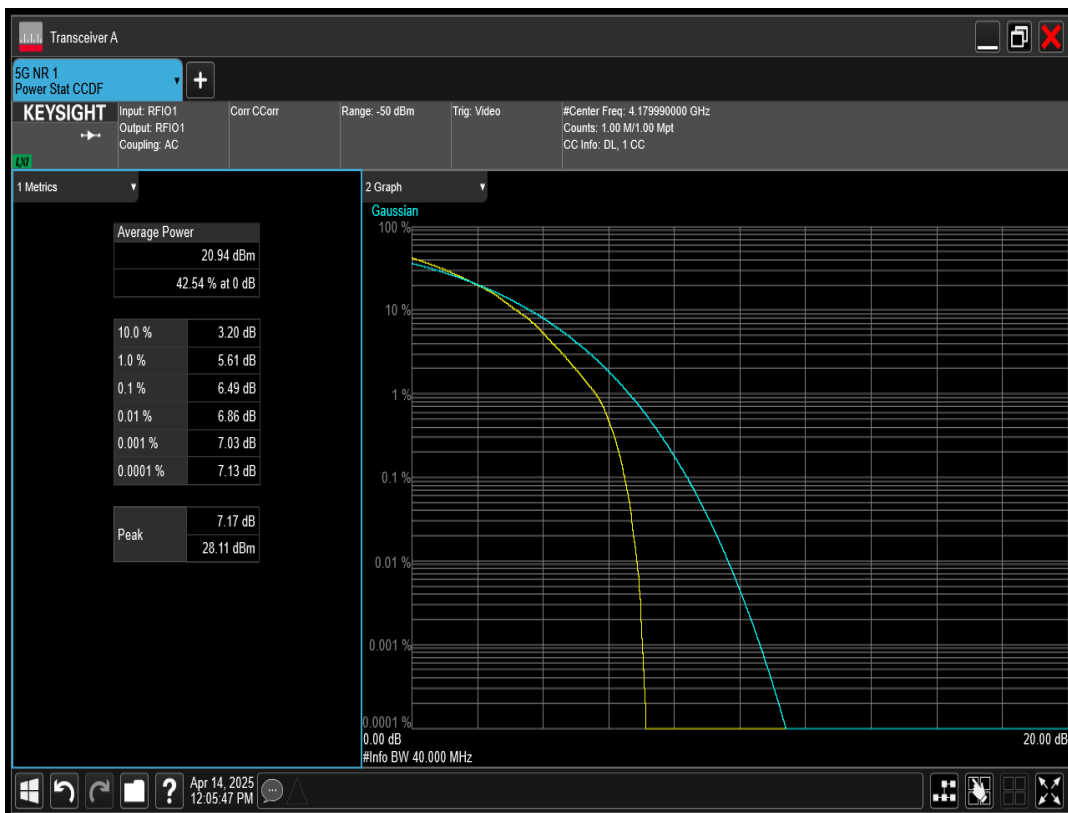 Transceiver A
5G NR 1
Power Stat CCDF
+
KEYSIGHT
LXI
Input: RFIO1
Output: RFIO1
Coupling: AC
Corr CCorr
Range: -50 dBm
Trig: Video
#Center Freq: 4.179990000 GHz
Counts: 1.00 M/1.00 Mpt
CC Info: DL, 1 CC
1 Metrics
Average Power
20.94 dBm
42.54 % at 0 dB
10.0 % 3.20 dB
1.0 % 5.61 dB
0.1 % 6.49 dB
0.01 % 6.86 dB
0.001 % 7.03 dB
0.0001 % 7.13 dB
Peak 7.17 dB
28.11 dBm
2 Graph
Gaussian
100 %
10 %
1 %
0.1 %
0.01 %
0.001 %
0.0001 %
0.00 dB 20.00 dB
#Info BW 40.000 MHz
?
Apr 14, 2025
12:05:47 PM